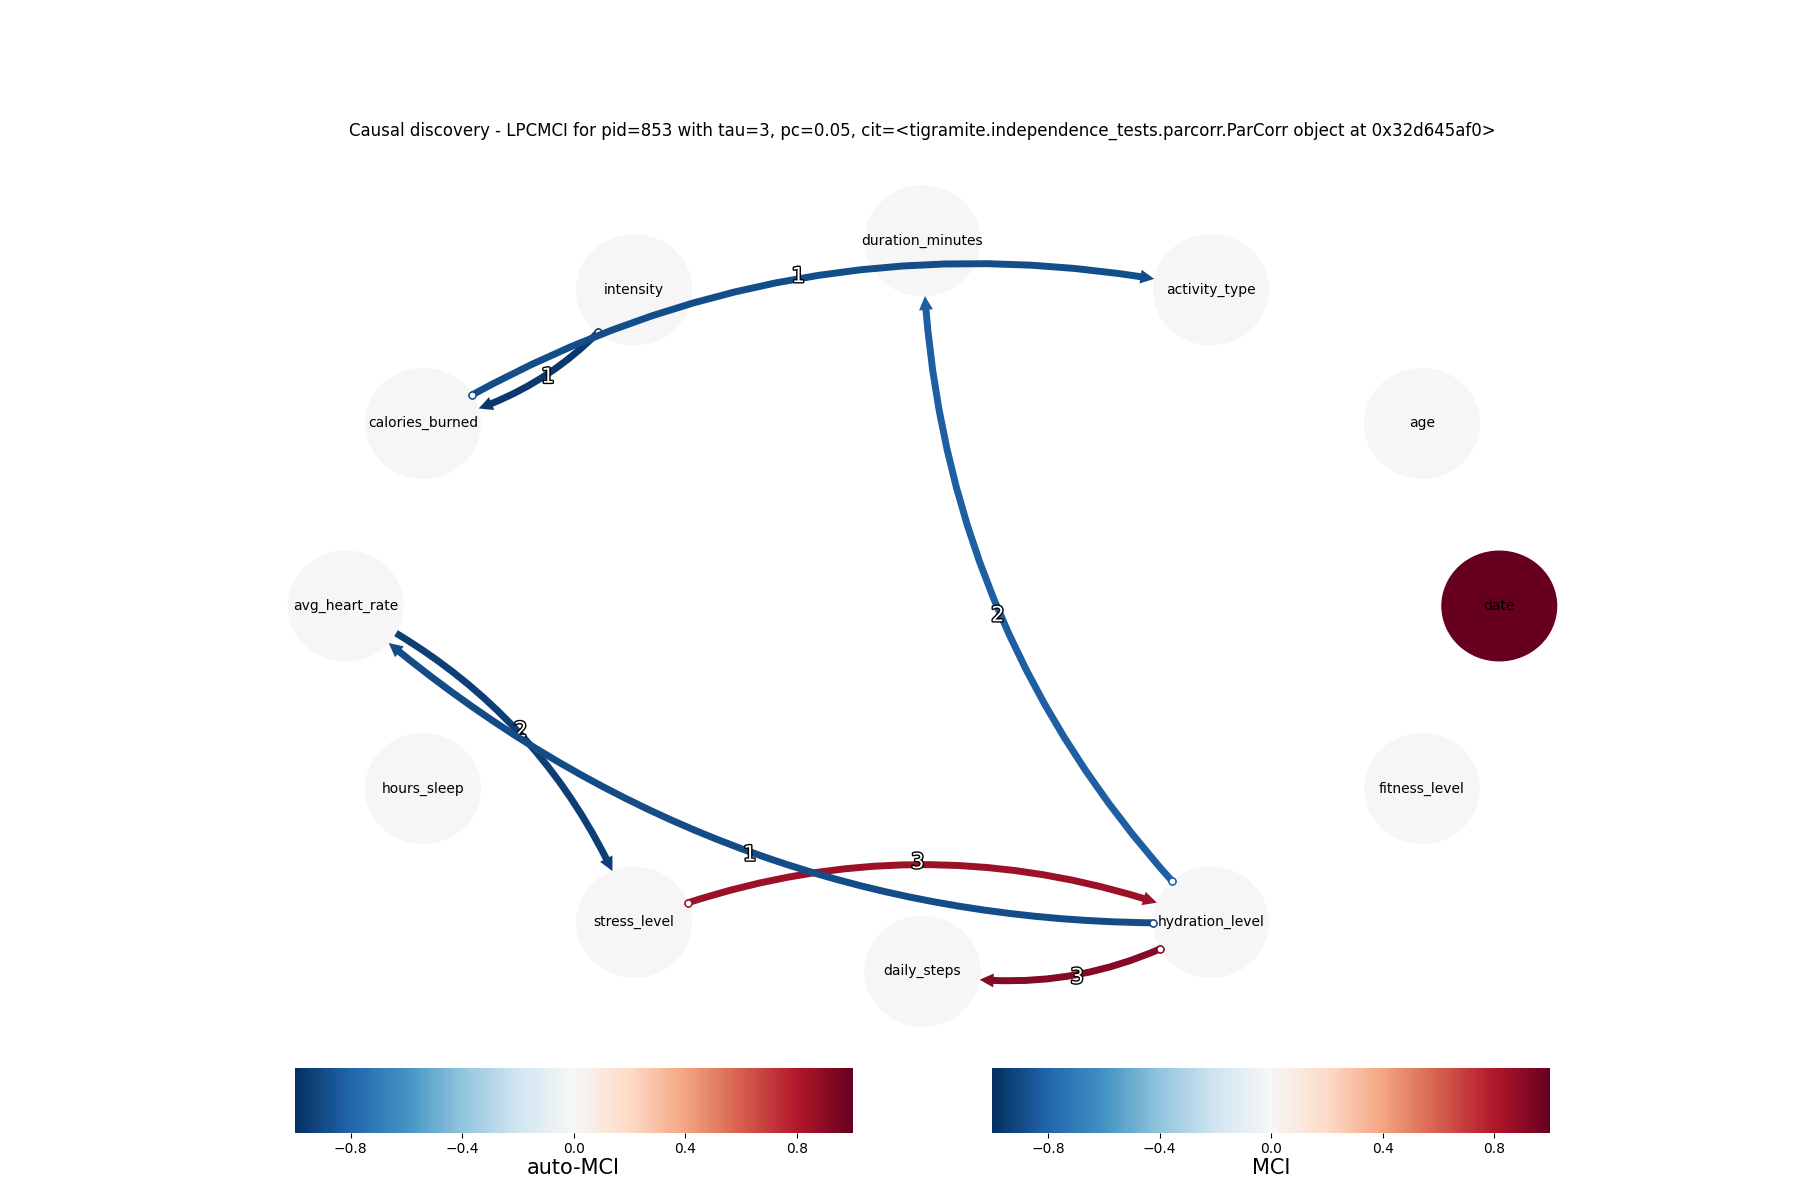 Causal discovery - LPCMCI for pid=853 with tau=3, pc=0.05, cit=<tigramite.independence_tests.parcorr.ParCorr object at 0x32d645af0>
duration_minutes
intensity
activity_type
1
1
calories_burned
age
avg_heart_rate
date
2
2
hours_sleep
fitness_level
1
3
stress_level
hydration_level
daily_steps
3
−0.8 −0.4 0.0 0.4 0.8
auto-MCI
−0.8 −0.4 0.0 0.4 0.8
MCI